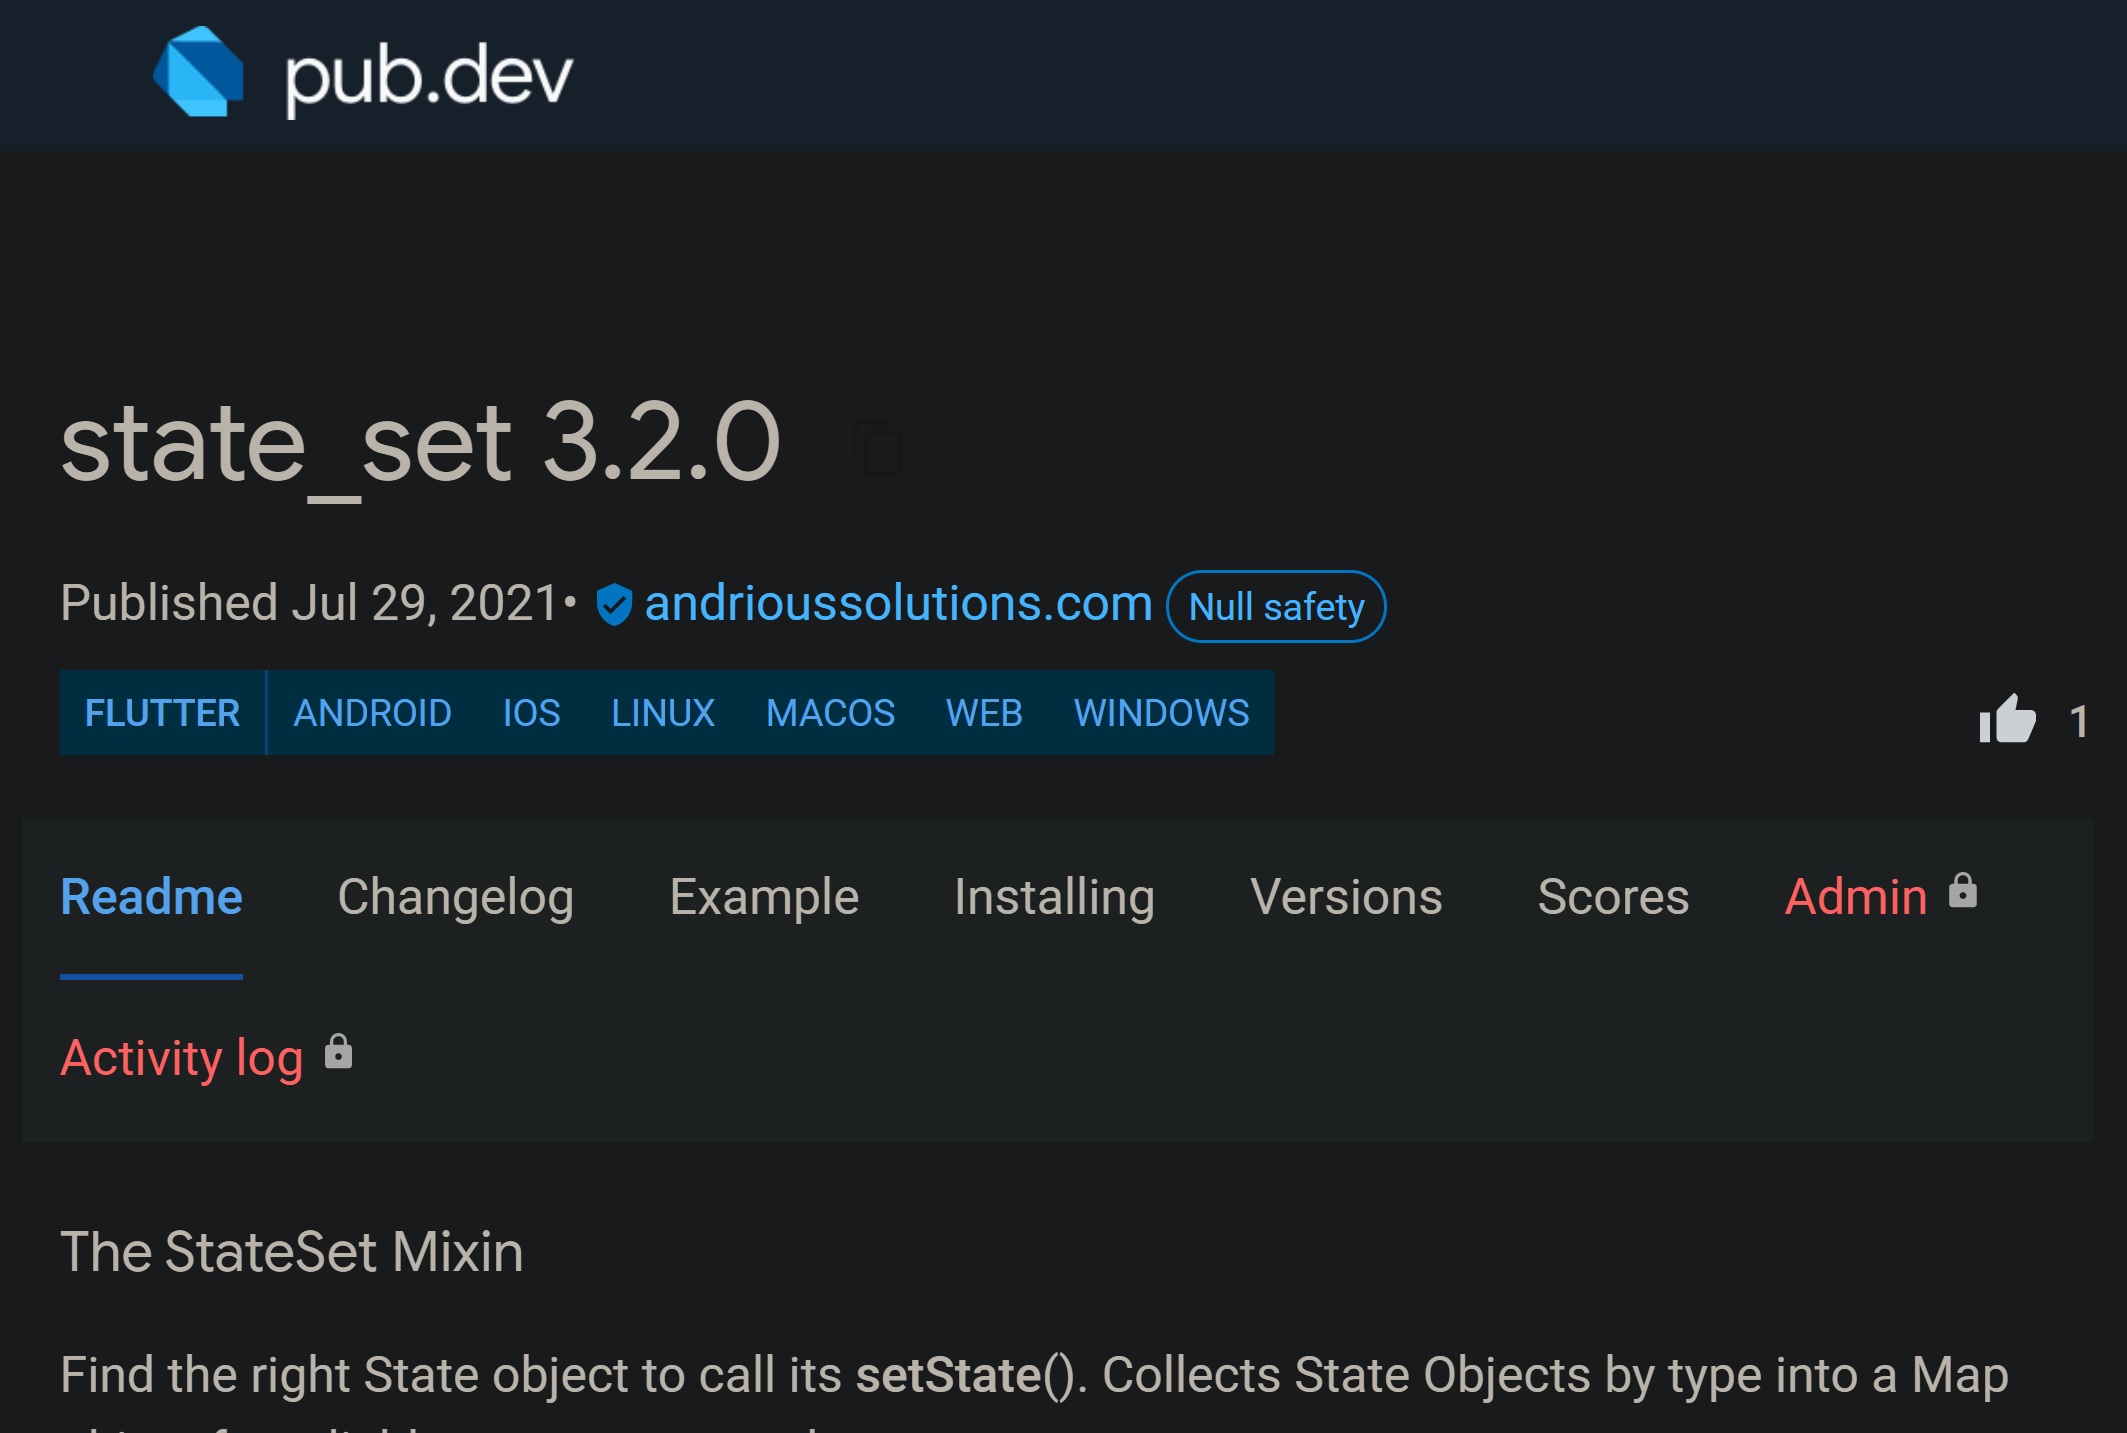 pub.dev
state_set 3.2.0
Published Jul 29, 2021• andrioussolutions.com Null safety
FLUTTER ANDROID IOS LINUX MACOS WEB WINDOWS
1
Readme Changelog Example Installing Versions Scores Admin
Activity log
The StateSet Mixin
Find the right State object to call its setState(). Collects State Objects by type into a Map